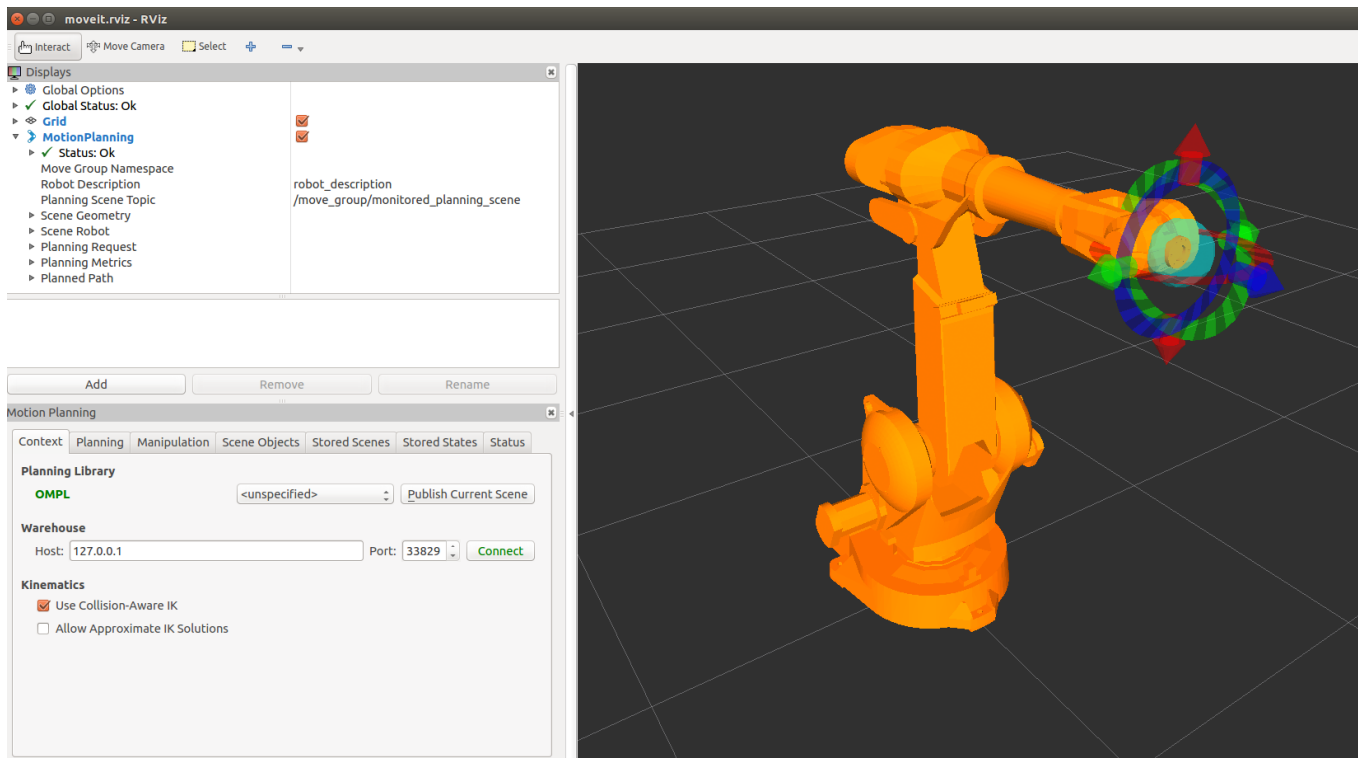 moveit.rviz - RViz
Interact Move Camera Select
Displays
Global Options
Global Status: Ok
Grid
MotionPlanning
Status: Ok
Move Group Namespace
Robot Description robot_description
Planning Scene Topic /move_group/monitored_planning_scene
Scene Geometry
Scene Robot
Planning Request
Planning Metrics
Planned Path
Add Remove Rename
Motion Planning
Context Planning Manipulation Scene Objects Stored Scenes Stored States Status
Planning Library
OMPL <unspecified> Publish Current Scene
Warehouse
Host: 127.0.0.1 Port: 33829 Connect
Kinematics
Use Collision-Aware IK
Allow Approximate IK Solutions